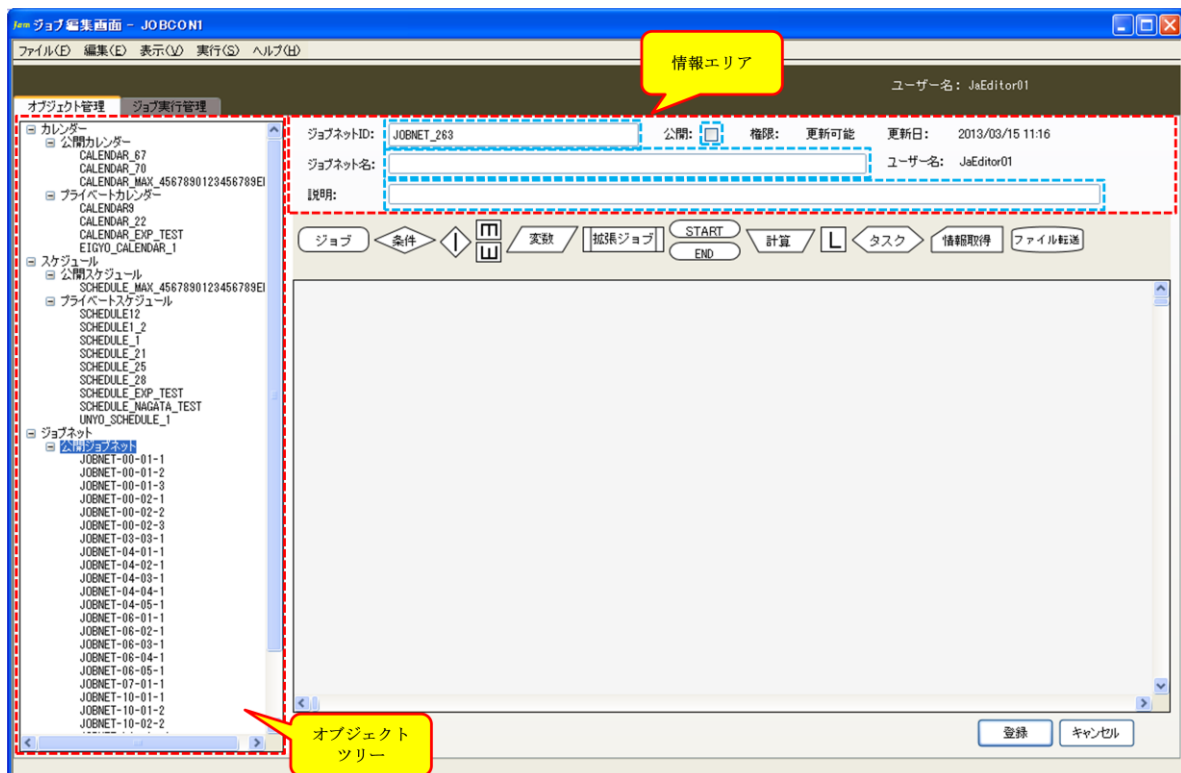 ジョブ編集画面 - JOBCON1
ファイル(F) 編集(E) 表示(V) 実行(S) ヘルプ(H)
情報エリア
ユーザー名: JaEditor01
オブジェクト管理 ジョブ実行管理
カレンダー
公開カレンダー
CALENDAR_67
CALENDAR_70
CALENDAR_MAX_4567890123456789EI
プライベートカレンダー
CALENDAR9
CALENDAR_22
CALENDAR_EXP_TEST
EIGYO_CALENDAR_1
スケジュール
公開スケジュール
SCHEDULE_MAX_4567890123456789EI
プライベートスケジュール
SCHEDULE12
SCHEDULE1_2
SCHEDULE_1
SCHEDULE_21
SCHEDULE_25
SCHEDULE_28
SCHEDULE_EXP_TEST
SCHEDULE_NAGATA_TEST
UNYO_SCHEDULE_1
ジョブネット
公開ジョブネット
JOBNET-00-01-1
JOBNET-00-01-2
JOBNET-00-01-3
JOBNET-00-02-1
JOBNET-00-02-2
JOBNET-00-02-3
JOBNET-03-03-1
JOBNET-04-01-1
JOBNET-04-02-1
JOBNET-04-03-1
JOBNET-04-04-1
JOBNET-04-05-1
JOBNET-06-01-1
JOBNET-06-02-1
JOBNET-06-03-1
JOBNET-06-04-1
JOBNET-06-05-1
JOBNET-07-01-1
JOBNET-10-01-1
JOBNET-10-01-2
JOBNET-10-02-2
オブジェクト
ツリー
ジョブネットID: JOBNET_263 公開: 権限: 更新可能 更新日: 2013/03/15 11:16
ジョブネット名: ユーザー名: JaEditor01
説明:
ジョブ 条件 I M W 変数 拡張ジョブ START END 計算 L タスク 情報取得 ファイル転送
登録 キャンセル